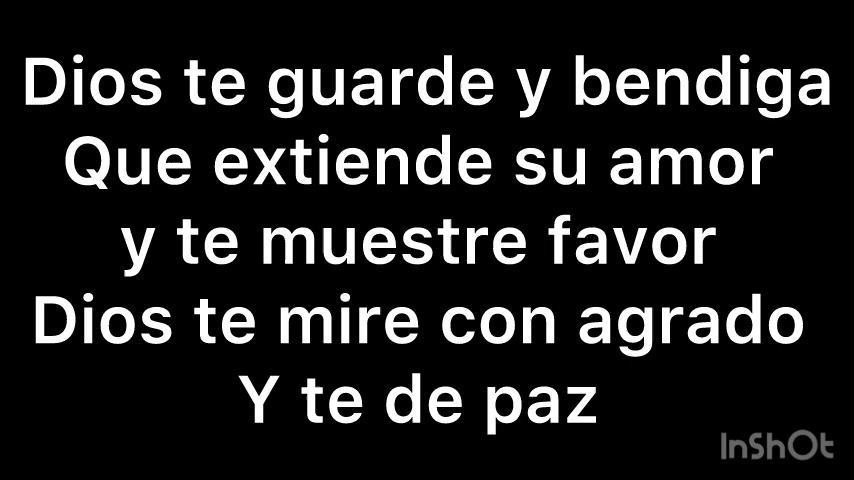 Dios te guarde y bendiga
Que extiende su amor
y te muestre favor
Dios te mire con agrado
Y te de paz
InShOt